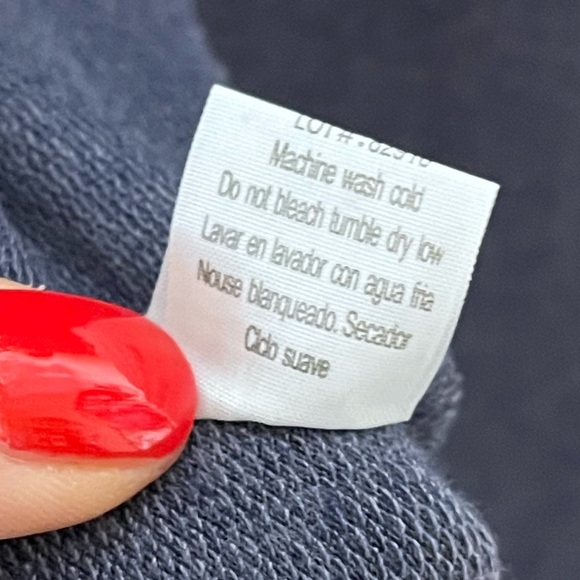 LOT#:
Machine wash cold
Do not bleach tumble dry low
Lavar en lavador con agua fria
No use blanqueado. Secador
Ciclo suave